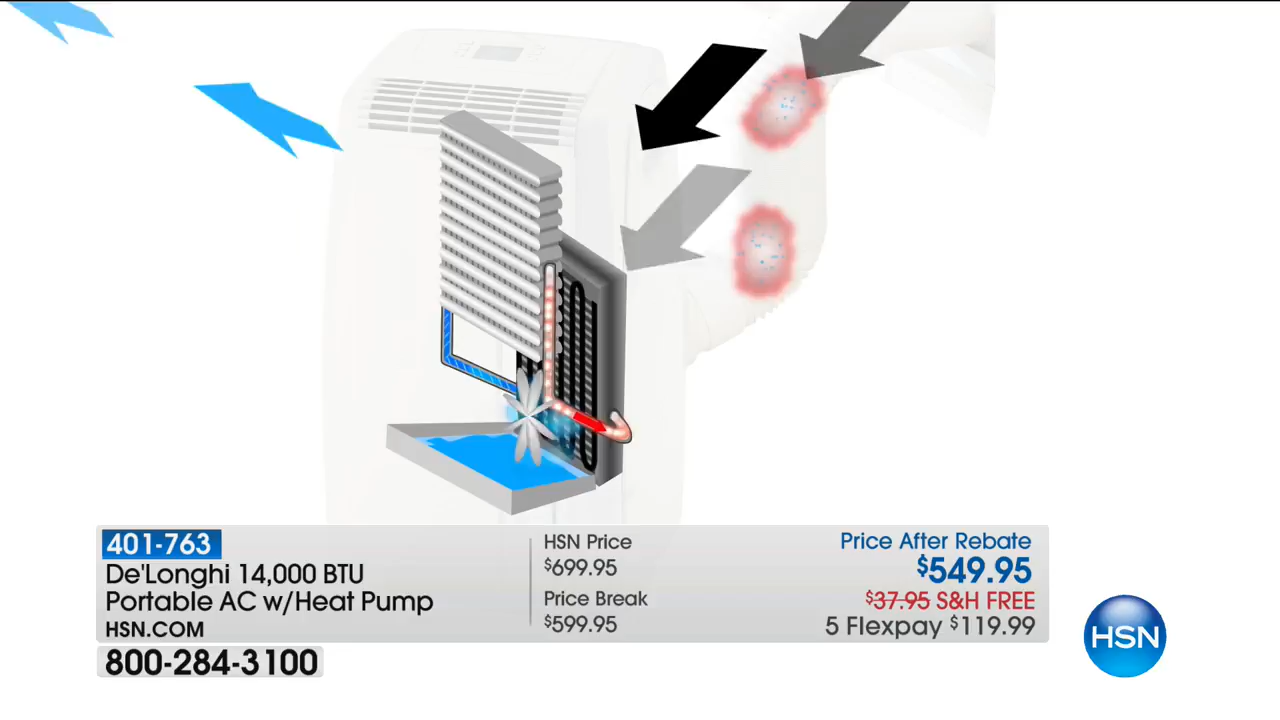 401-763
De'Longhi 14,000 BTU
Portable AC w/Heat Pump
HSN.COM
800-284-3100
HSN Price
$699.95
Price Break
$599.95
Price After Rebate
$549.95
$37.95 S&H FREE
5 Flexpay $119.99
HSN